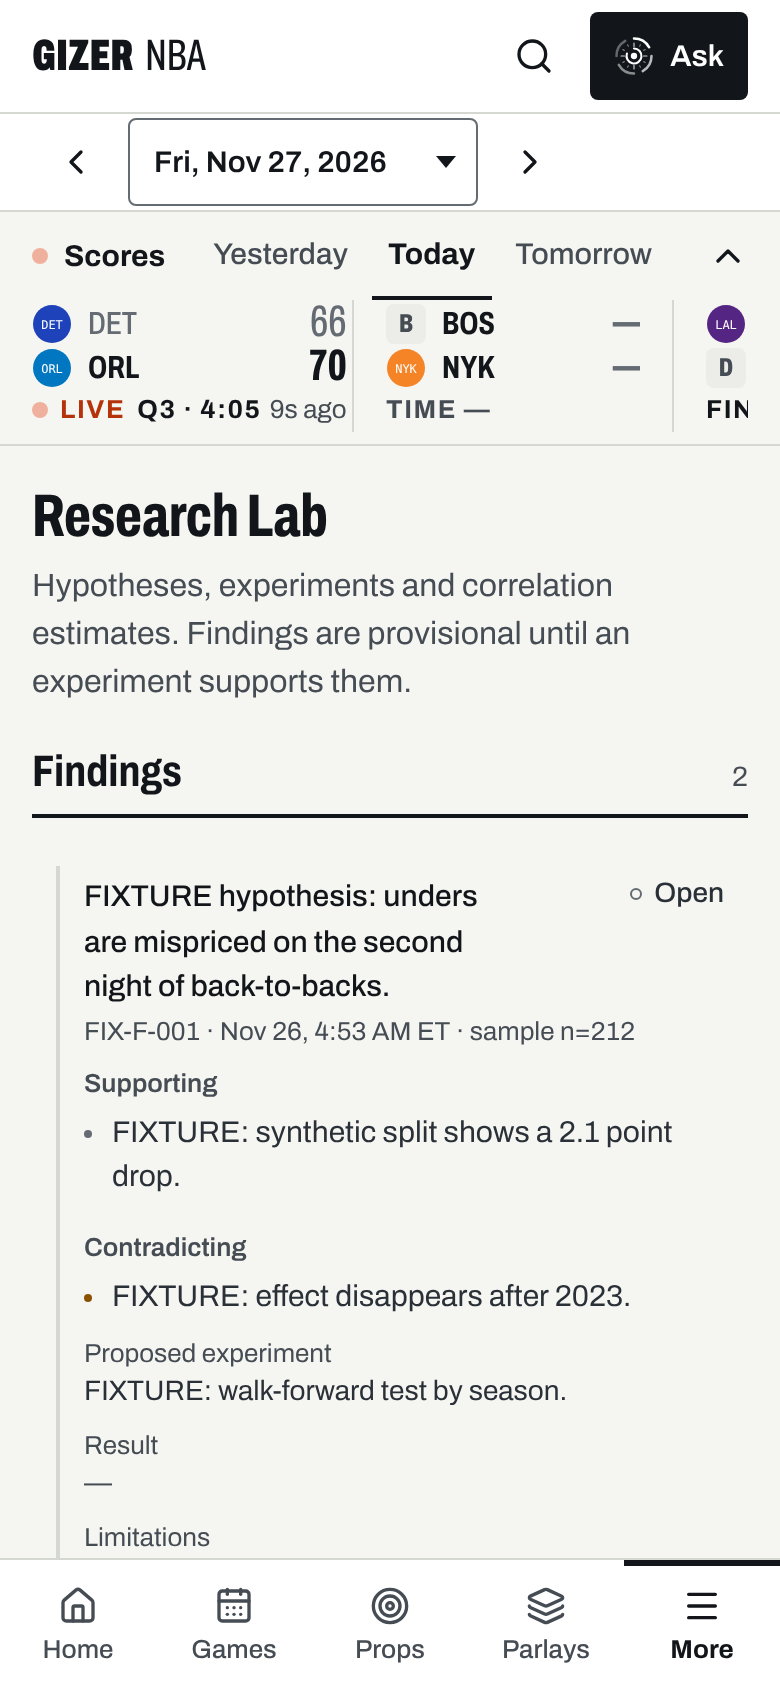 GIZER NBA
Ask
Fri, Nov 27, 2026
Scores Yesterday Today Tomorrow
DET DET 66
ORL ORL 70
LIVE Q3 · 4:05 9s ago
B BOS —
NYK NYK —
TIME —
LAL
D
FIN
Research Lab
Hypotheses, experiments and correlation
estimates. Findings are provisional until an
experiment supports them.
Findings 2
FIXTURE hypothesis: unders
are mispriced on the second
night of back-to-backs.
Open
FIX-F-001 · Nov 26, 4:53 AM ET · sample n=212
Supporting
• FIXTURE: synthetic split shows a 2.1 point
drop.
Contradicting
• FIXTURE: effect disappears after 2023.
Proposed experiment
FIXTURE: walk-forward test by season.
Result
—
Limitations
Home Games Props Parlays More